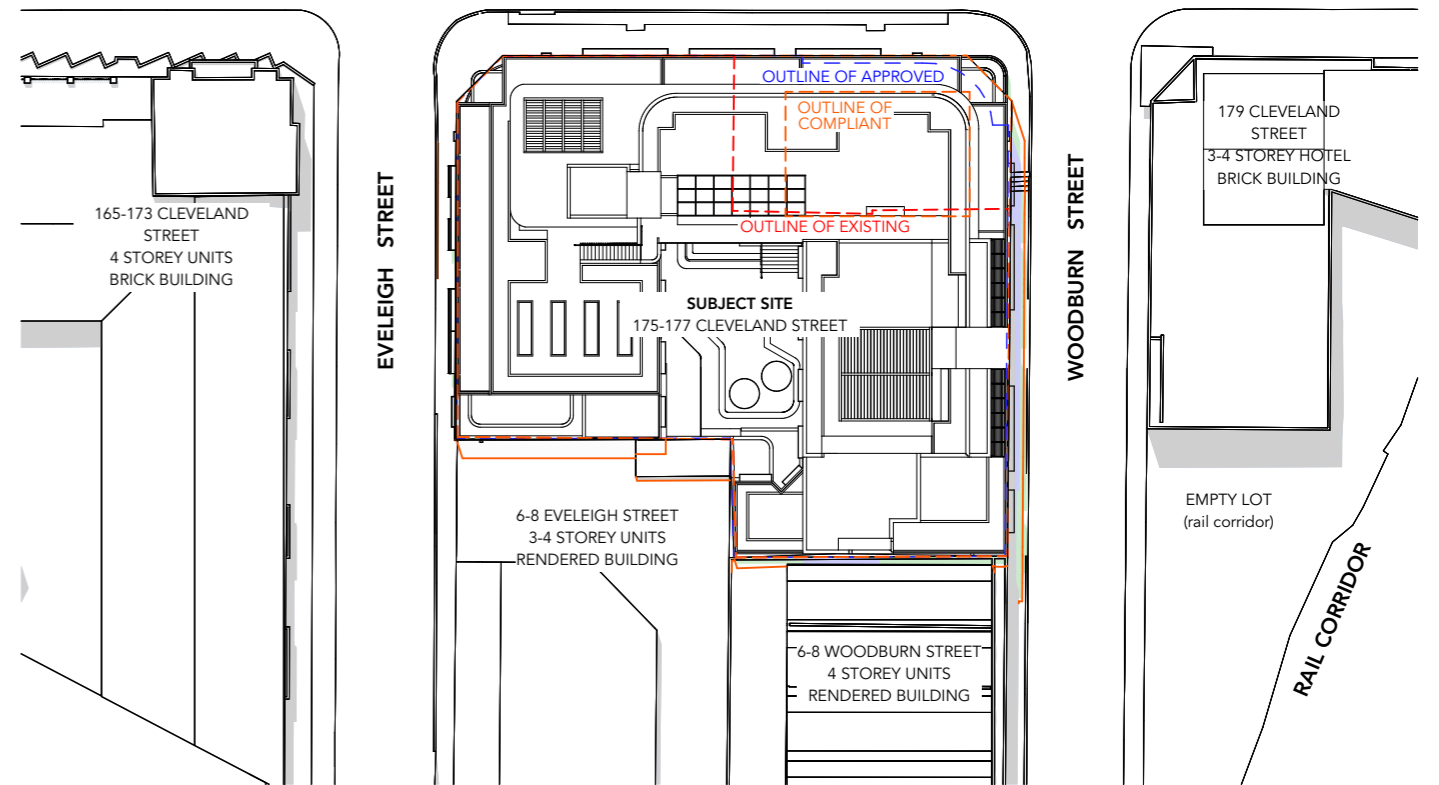 OUTLINE OF APPROVED
OUTLINE OF
COMPLIANT
OUTLINE OF EXISTING
165-173 CLEVELAND
STREET
4 STOREY UNITS
BRICK BUILDING
EVELEIGH STREET
SUBJECT SITE
175-177 CLEVELAND STREET
WOODBURN STREET
179 CLEVELAND
STREET
3-4 STOREY HOTEL
BRICK BUILDING
6-8 EVELEIGH STREET
3-4 STOREY UNITS
RENDERED BUILDING
6-8 WOODBURN STREET
4 STOREY UNITS
RENDERED BUILDING
EMPTY LOT
(rail corridor)
RAIL CORRIDOR